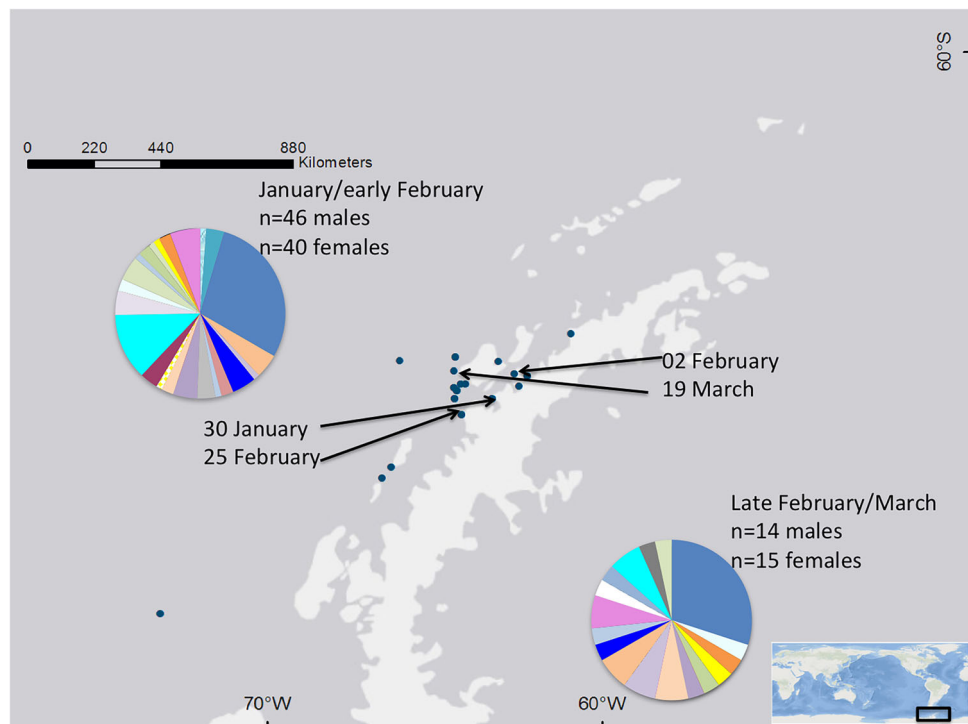 60°S
0 220 440 880
Kilometers
January/early February
n=46 males
n=40 females
02 February
19 March
30 January
25 February
Late February/March
n=14 males
n=15 females
70°W 60°W